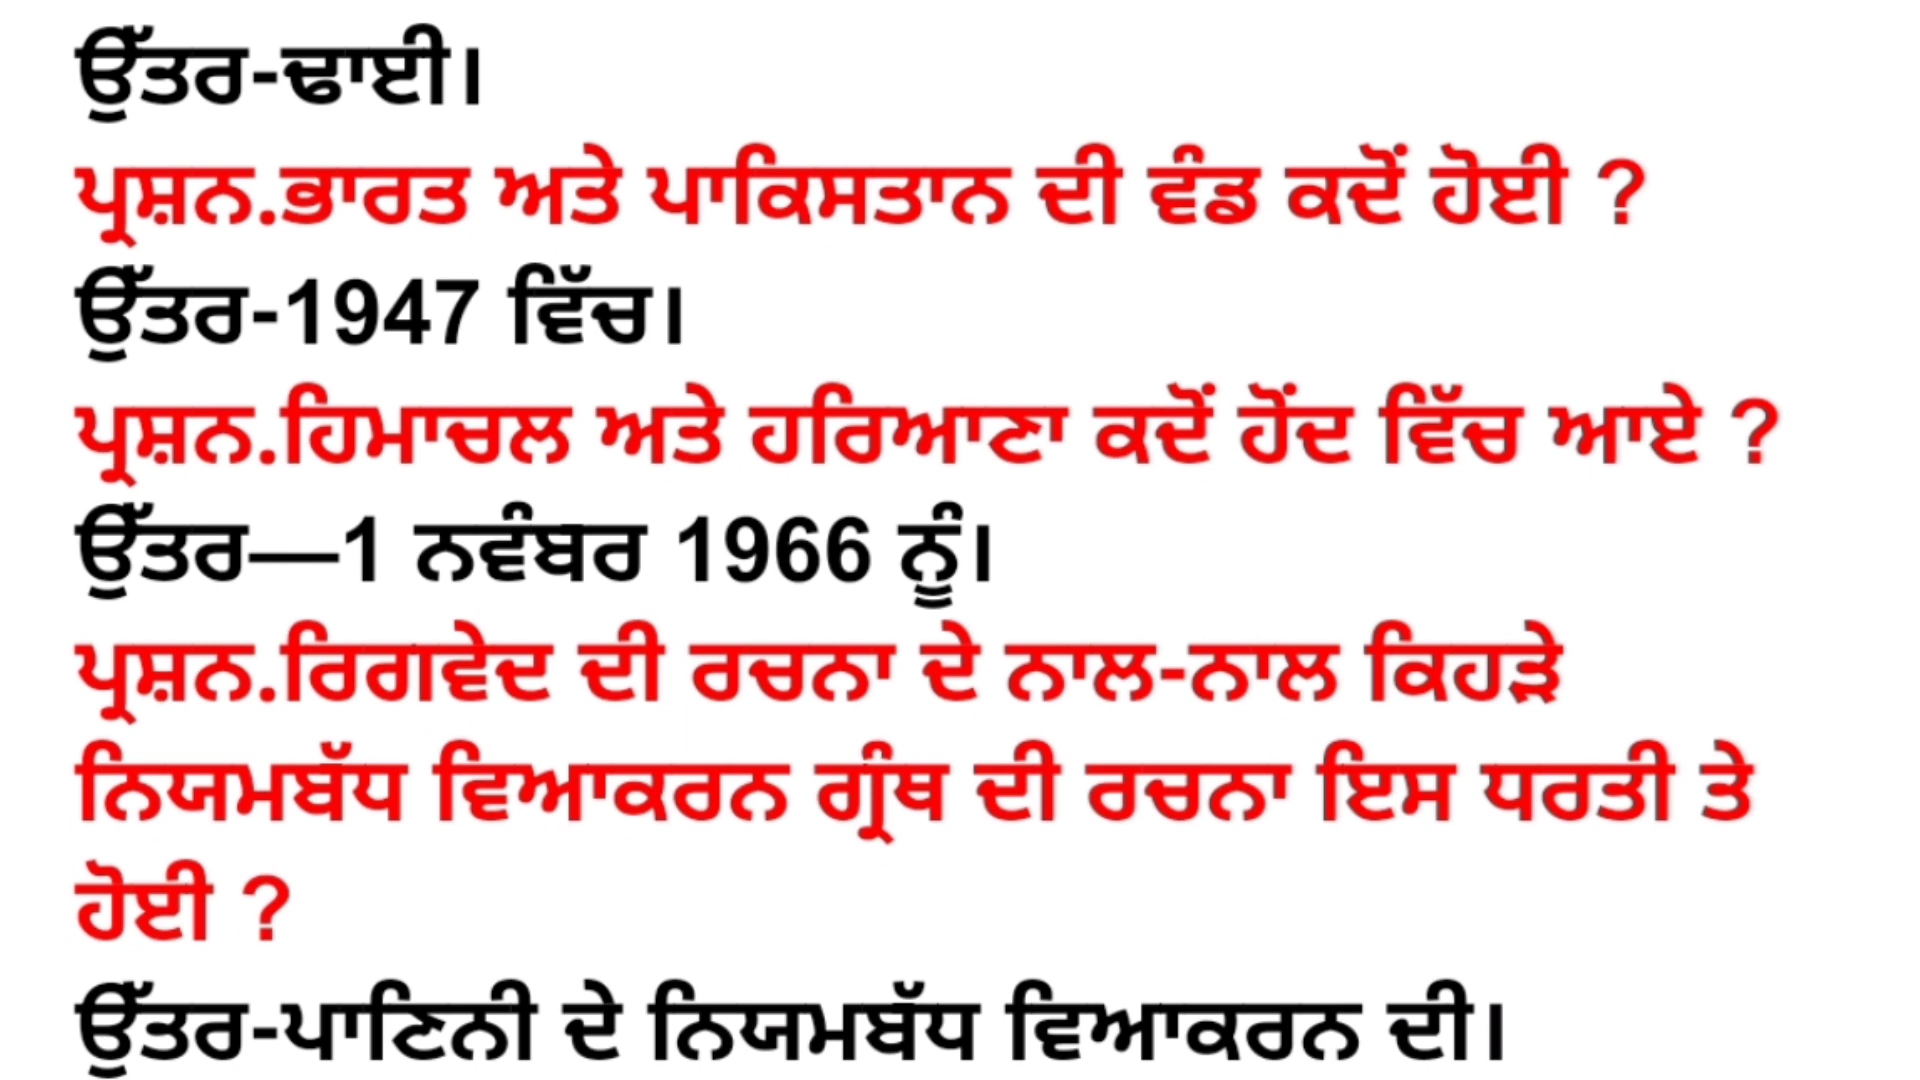 ਉੱਤਰ-ਢਾਈ।
ਪ੍ਰਸ਼ਨ.ਭਾਰਤ ਅਤੇ ਪਾਕਿਸਤਾਨ ਦੀ ਵੰਡ ਕਦੋਂ ਹੋਈ ?
ਉੱਤਰ-1947 ਵਿੱਚ।
ਪ੍ਰਸ਼ਨ.ਹਿਮਾਚਲ ਅਤੇ ਹਰਿਆਣਾ ਕਦੋਂ ਹੋਂਦ ਵਿੱਚ ਆਏ ?
ਉੱਤਰ—1 ਨਵੰਬਰ 1966 ਨੂੰ।
ਪ੍ਰਸ਼ਨ.ਰਿਗਵੇਦ ਦੀ ਰਚਨਾ ਦੇ ਨਾਲ-ਨਾਲ ਕਿਹੜੇ
ਨਿਯਮਬੱਧ ਵਿਆਕਰਨ ਗ੍ਰੰਥ ਦੀ ਰਚਨਾ ਇਸ ਧਰਤੀ ਤੇ
ਹੋਈ ?
ਉੱਤਰ-ਪਾਣਿਨੀ ਦੇ ਨਿਯਮਬੱਧ ਵਿਆਕਰਨ ਦੀ।